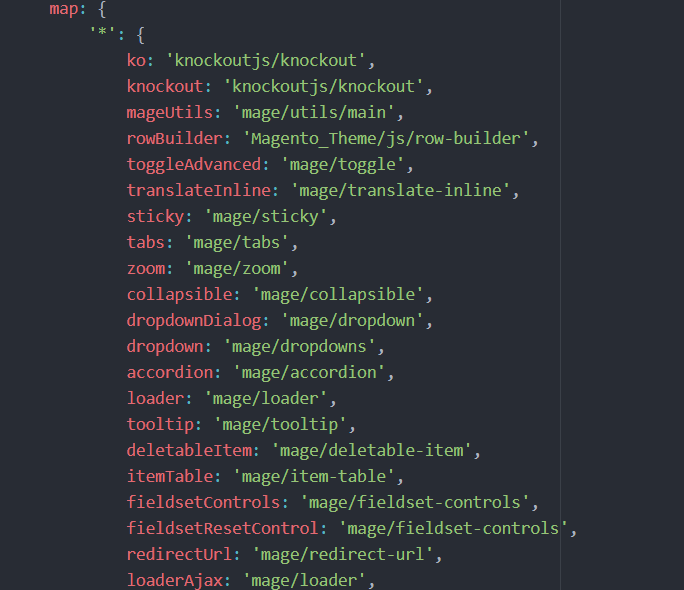 map: {
'*': {
ko: 'knockoutjs/knockout',
knockout: 'knockoutjs/knockout',
mageUtils: 'mage/utils/main',
rowBuilder: 'Magento_Theme/js/row-builder',
toggleAdvanced: 'mage/toggle',
translateInline: 'mage/translate-inline',
sticky: 'mage/sticky',
tabs: 'mage/tabs',
zoom: 'mage/zoom',
collapsible: 'mage/collapsible',
dropdownDialog: 'mage/dropdown',
dropdown: 'mage/dropdowns',
accordion: 'mage/accordion',
loader: 'mage/loader',
tooltip: 'mage/tooltip',
deletableItem: 'mage/deletable-item',
itemTable: 'mage/item-table',
fieldsetControls: 'mage/fieldset-controls',
fieldsetResetControl: 'mage/fieldset-controls',
redirectUrl: 'mage/redirect-url',
loaderAjax: 'mage/loader',